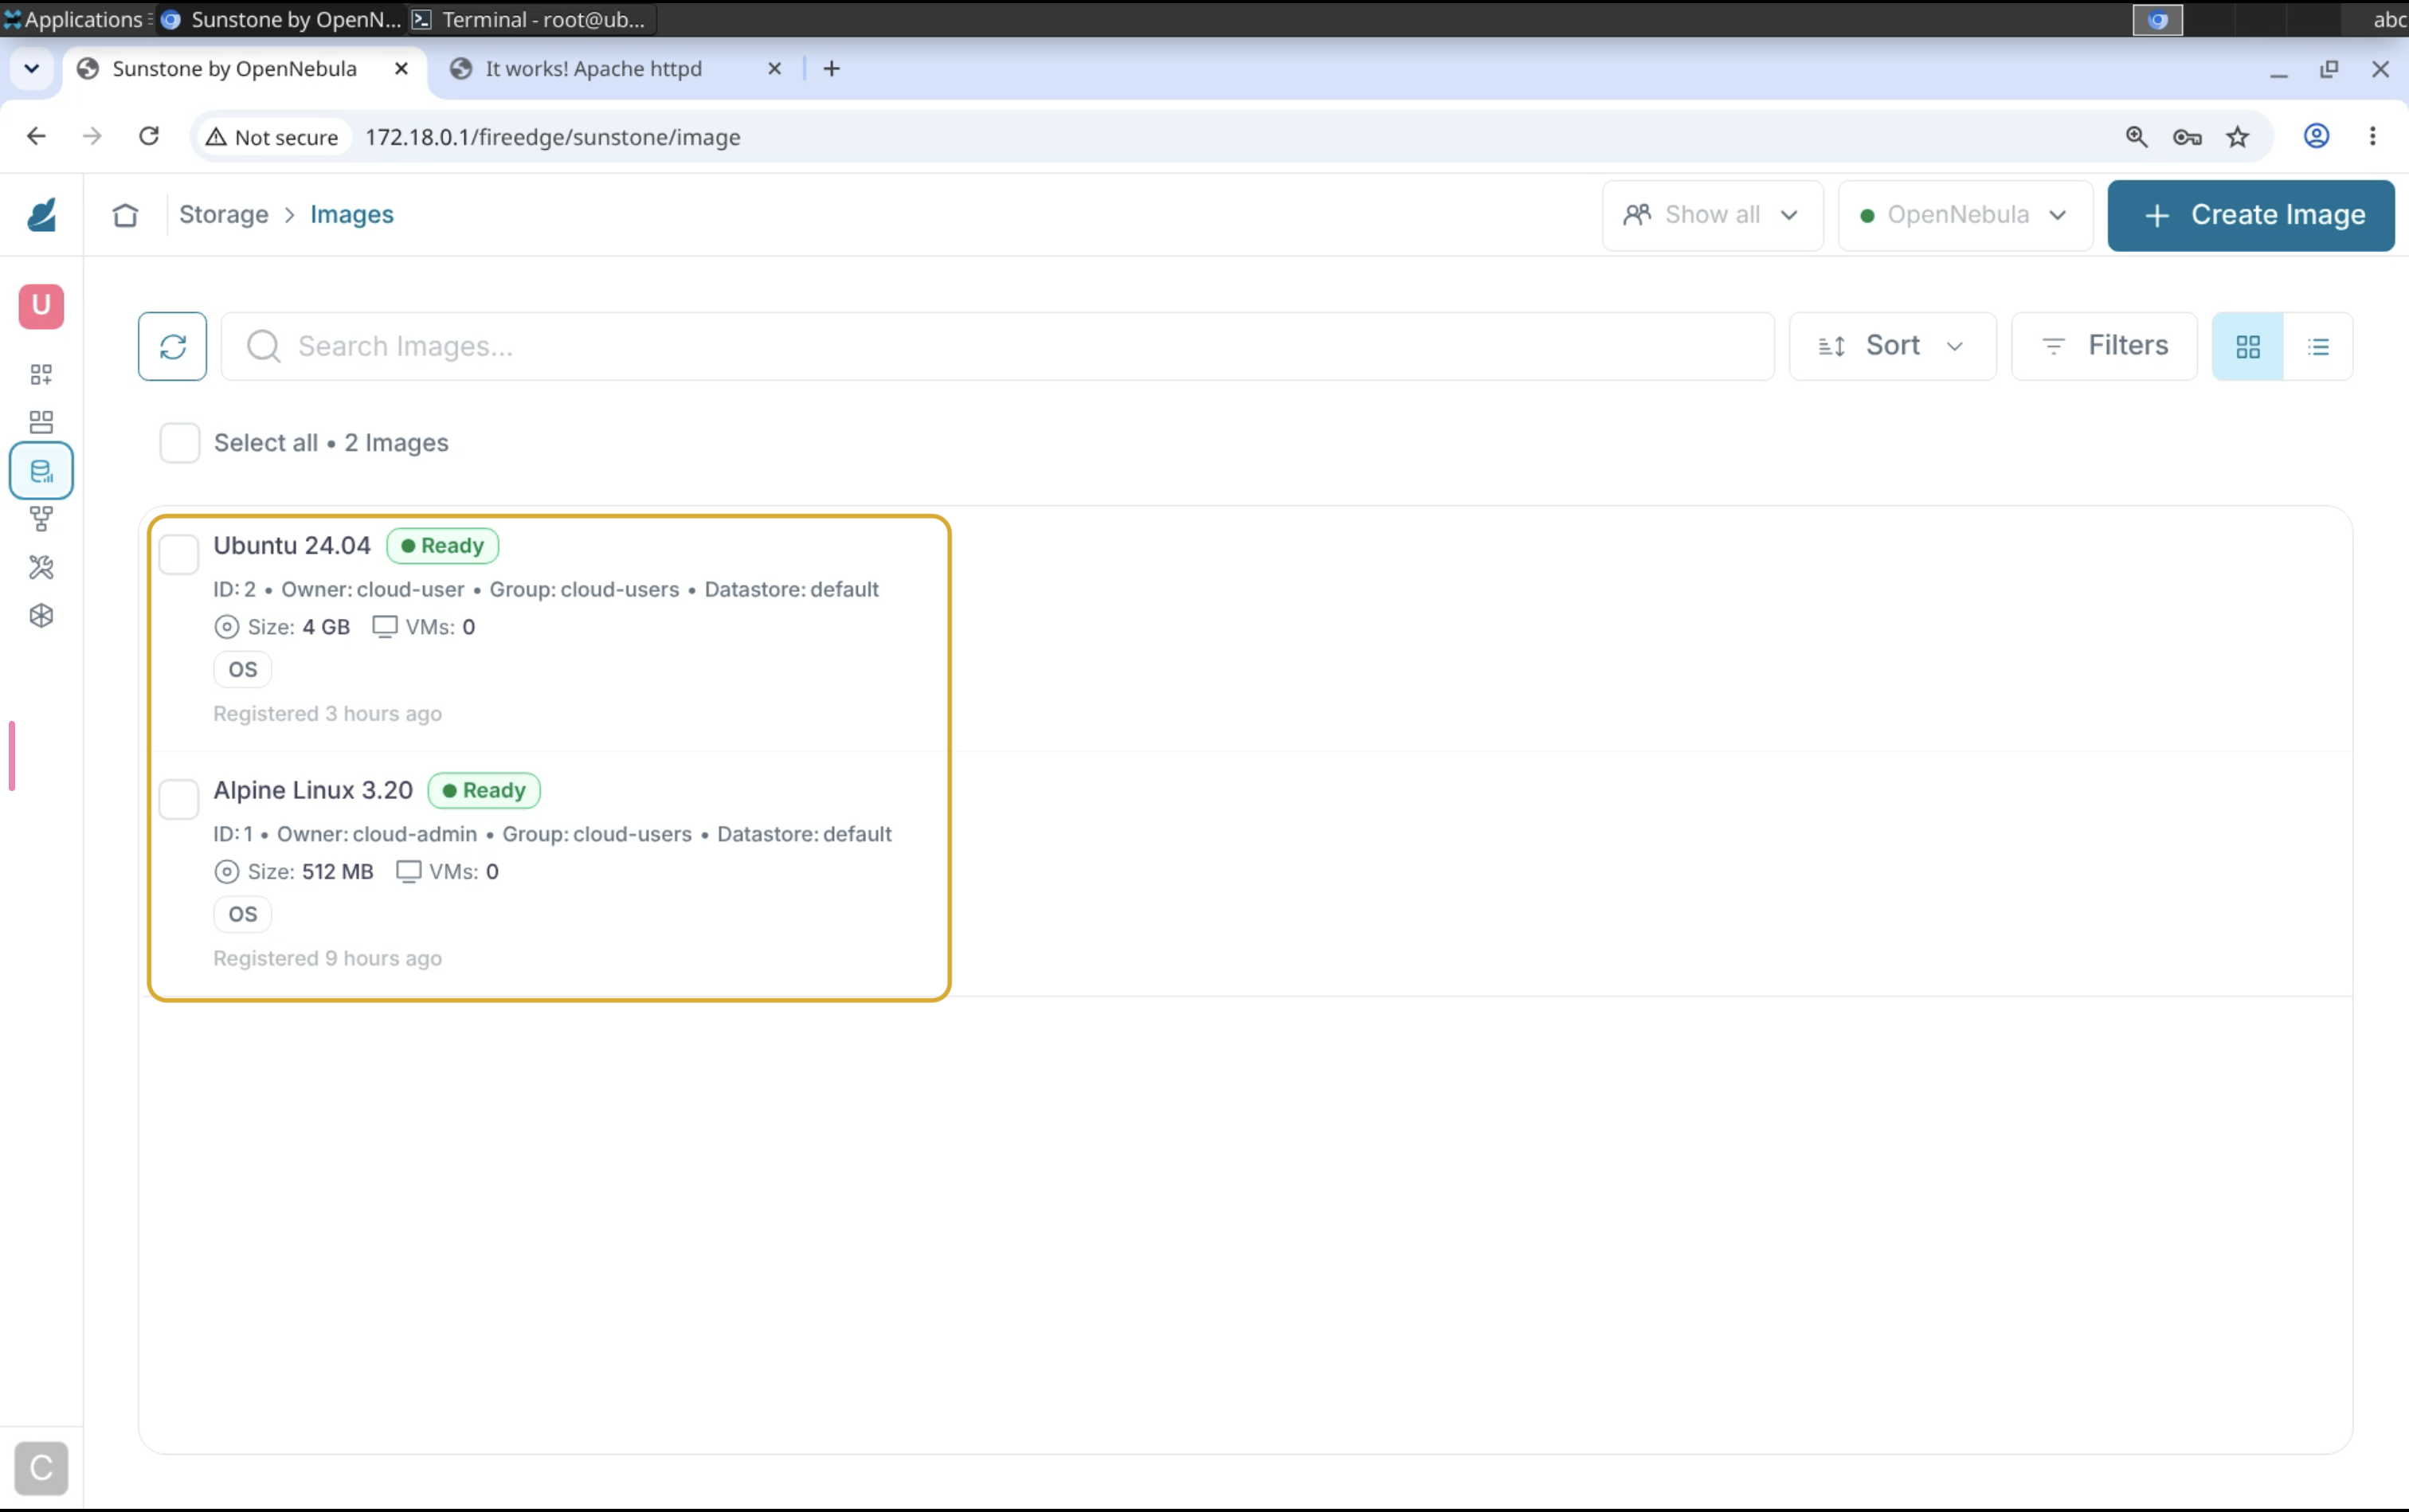 Applications Sunstone by OpenN... Terminal - root@ub... abc
Sunstone by OpenNebula It works! Apache httpd
Not secure 172.18.0.1/fireedge/sunstone/image
Storage > Images Show all OpenNebula + Create Image
U
Search Images... Sort Filters
Select all • 2 Images
Ubuntu 24.04 Ready
ID: 2 • Owner: cloud-user • Group: cloud-users • Datastore: default
Size: 4 GB VMs: 0
OS
Registered 3 hours ago
Alpine Linux 3.20 Ready
ID: 1 • Owner: cloud-admin • Group: cloud-users • Datastore: default
Size: 512 MB VMs: 0
OS
Registered 9 hours ago
C